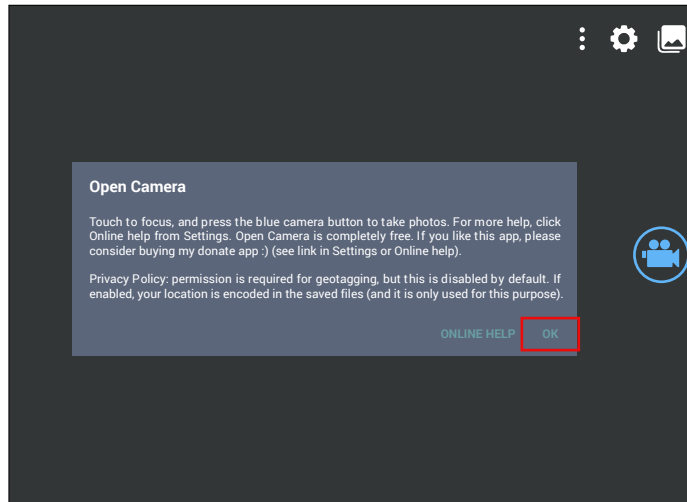 Open Camera
Touch to focus, and press the blue camera button to take photos. For more help, click
Online help from Settings. Open Camera is completely free. If you like this app, please
consider buying my donate app :) (see link in Settings or Online help).
Privacy Policy: permission is required for geotagging, but this is disabled by default. If
enabled, your location is encoded in the saved files (and it is only used for this purpose).
ONLINE HELP OK